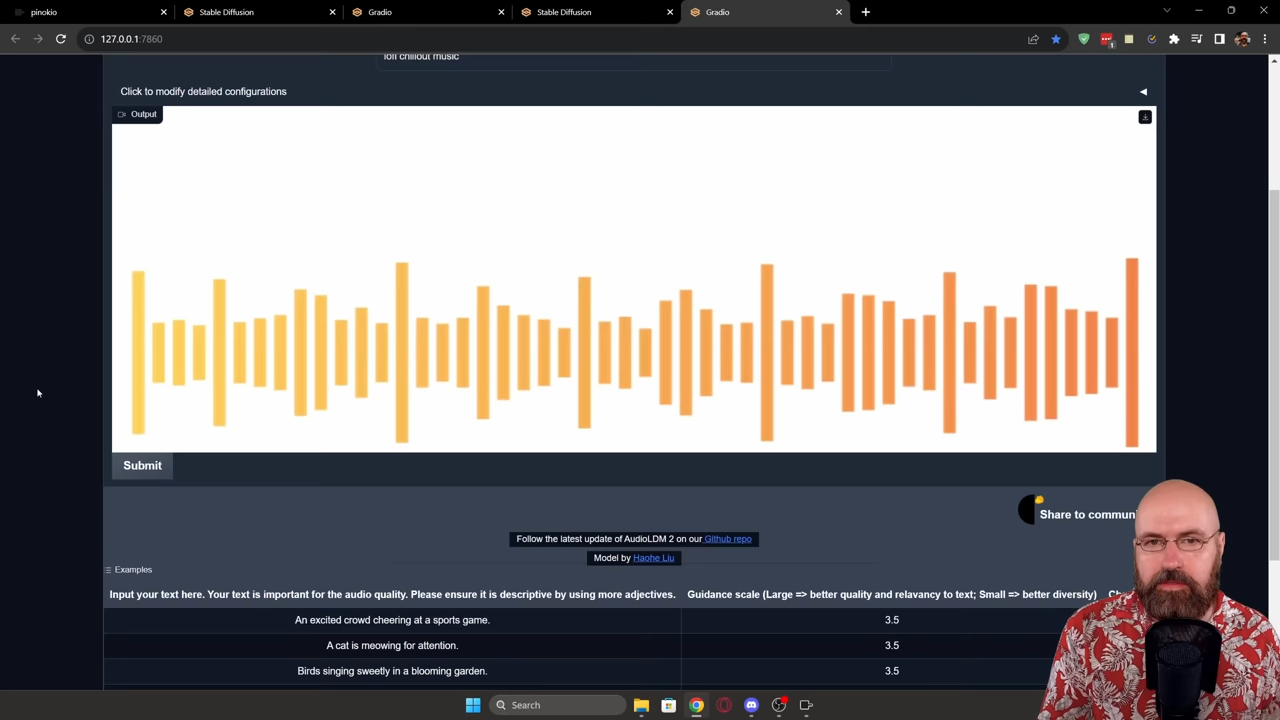 pinokio
Stable Diffusion
Gradio
Stable Diffusion
Gradio
127.0.0.1:7860
1
lofi chillout music
Click to modify detailed configurations
Output
Submit
Share to communi
Follow the latest update of AudioLDM 2 on our Github repo
Model by Haohe Liu
Examples
Input your text here. Your text is important for the audio quality. Please ensure it is descriptive by using more adjectives.
Guidance scale (Large => better quality and relavancy to text; Small => better diversity)
An excited crowd cheering at a sports game.
3.5
A cat is meowing for attention.
3.5
Birds singing sweetly in a blooming garden.
3.5
Search